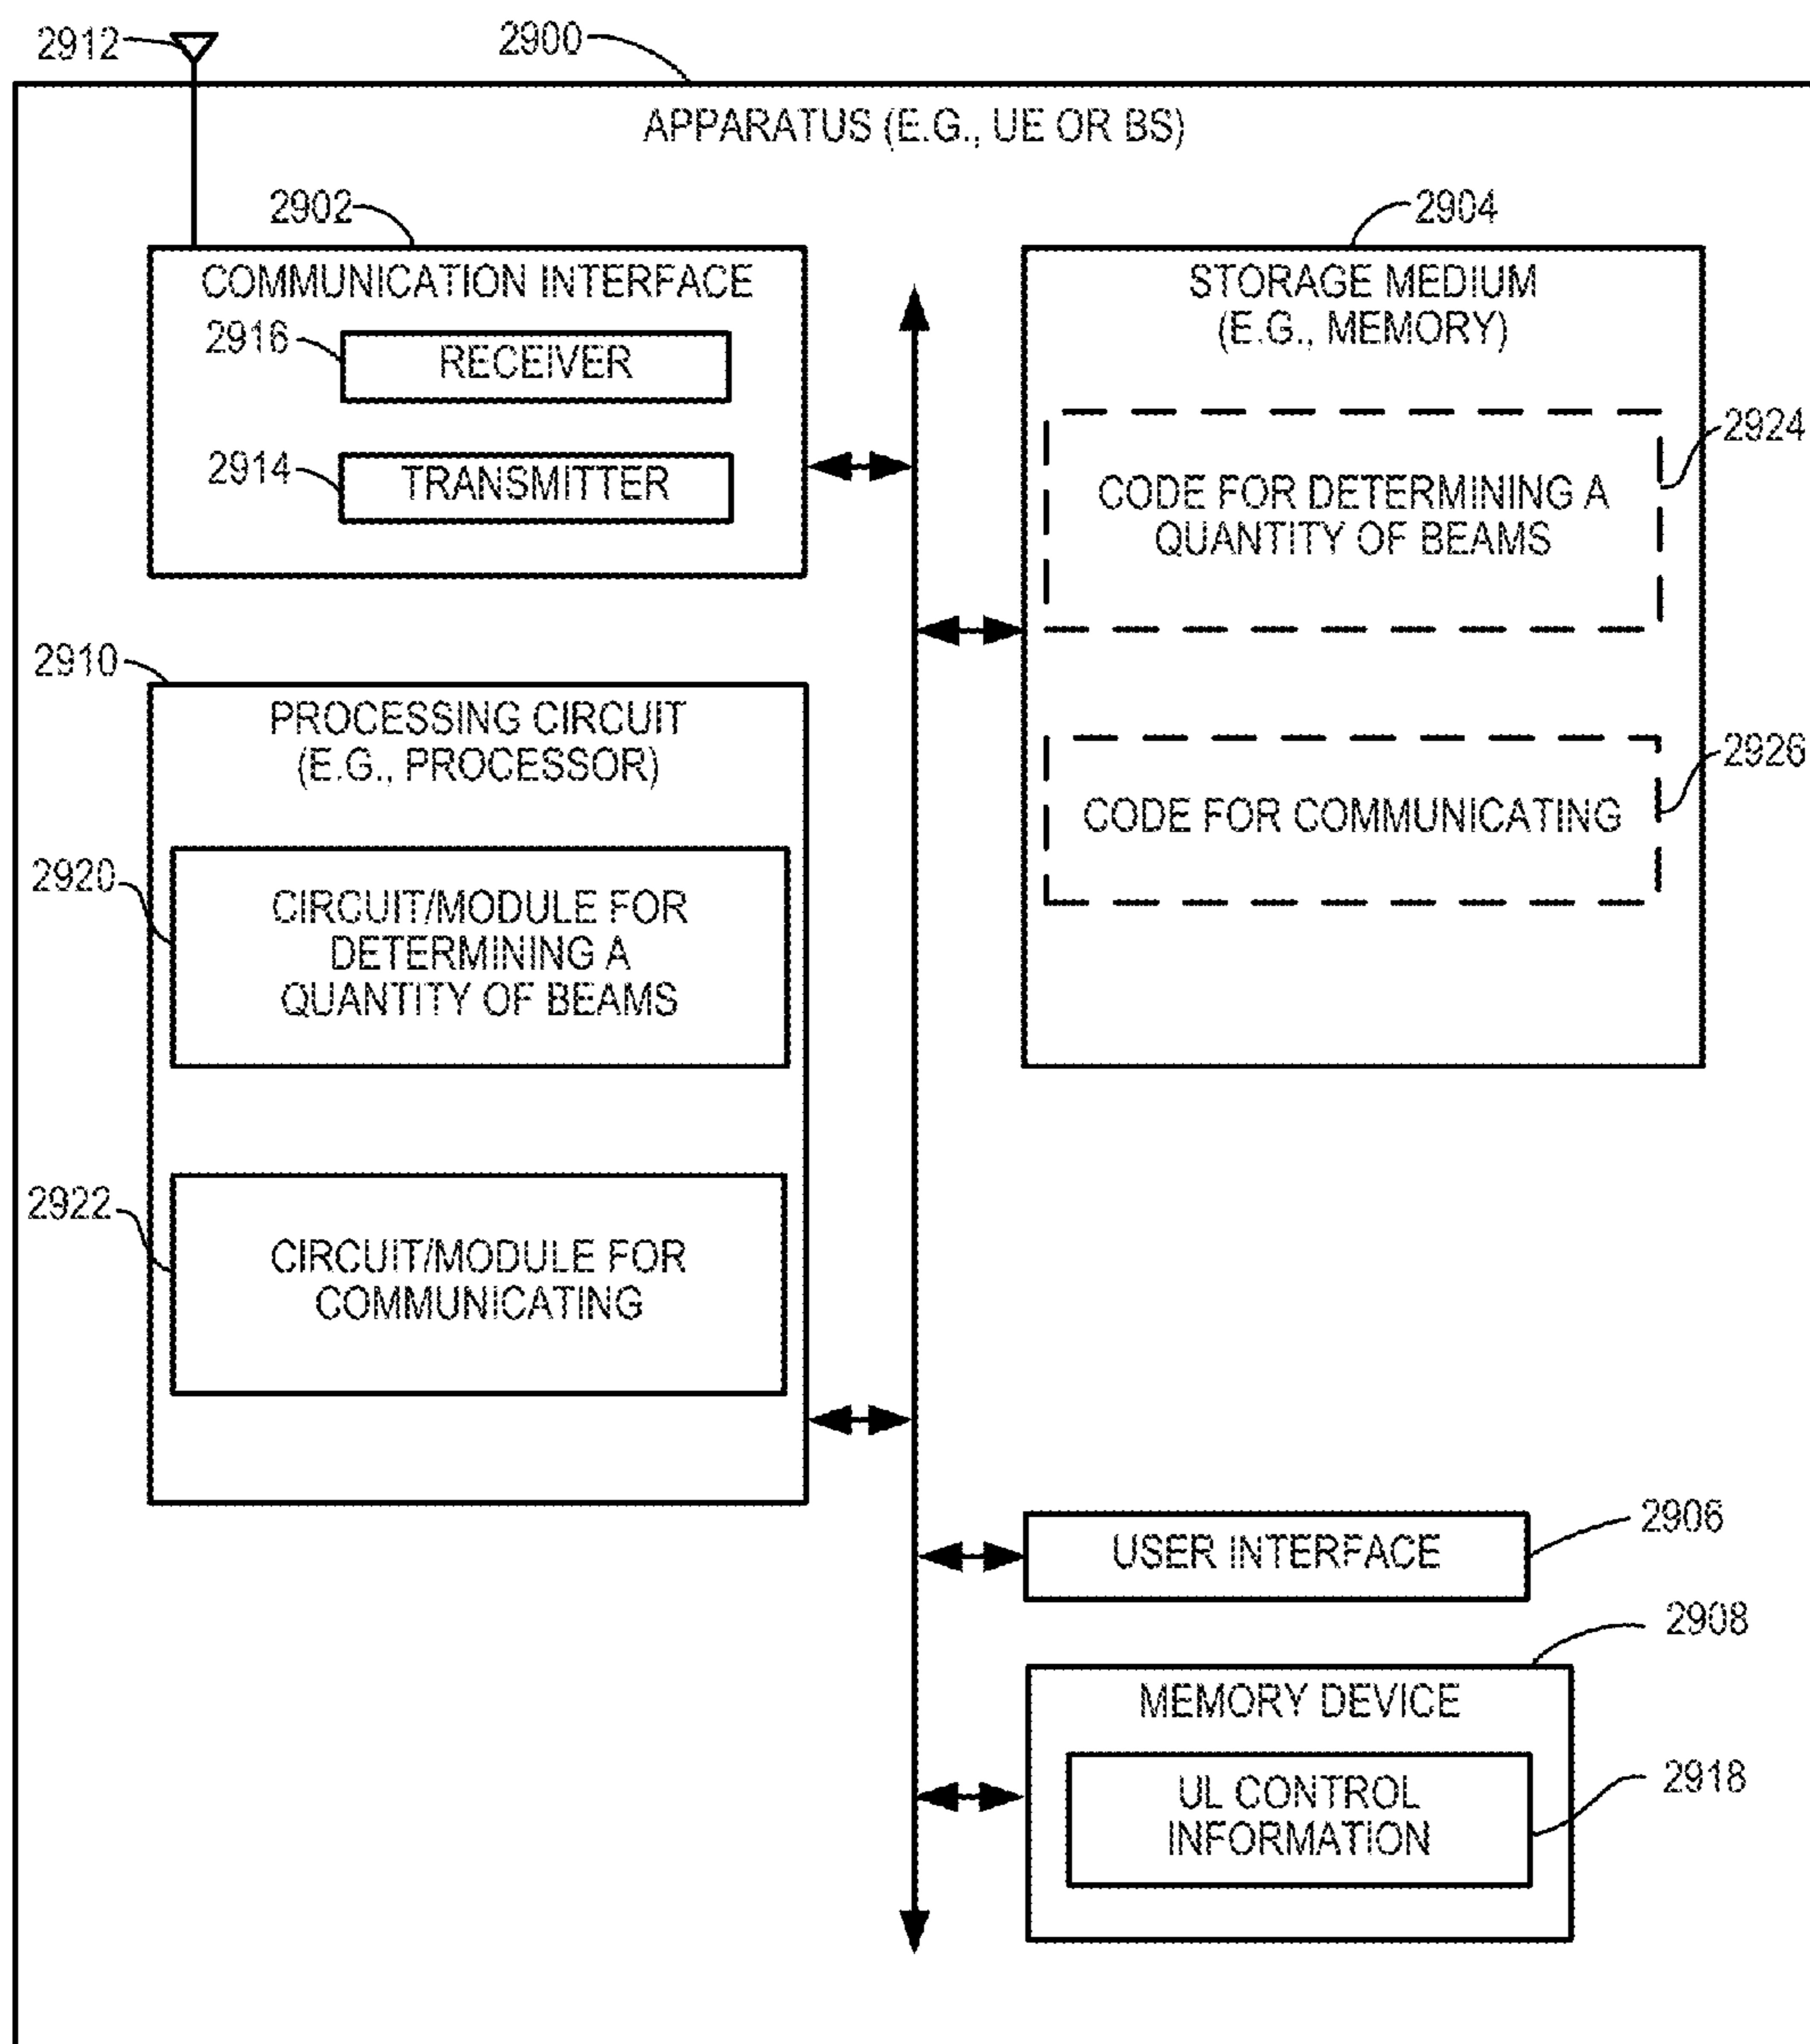 2912
2900
APPARATUS (E.G., UE OR BS)
2902
COMMUNICATION INTERFACE
2916
RECEIVER
2914
TRANSMITTER
2904
STORAGE MEDIUM
(E.G., MEMORY)
2924
CODE FOR DETERMINING A
QUANTITY OF BEAMS
2926
CODE FOR COMMUNICATING
2910
PROCESSING CIRCUIT
(E.G., PROCESSOR)
2920
CIRCUIT/MODULE FOR
DETERMINING A
QUANTITY OF BEAMS
2922
CIRCUIT/MODULE FOR
COMMUNICATING
2906
USER INTERFACE
2908
MEMORY DEVICE
2918
UL CONTROL
INFORMATION